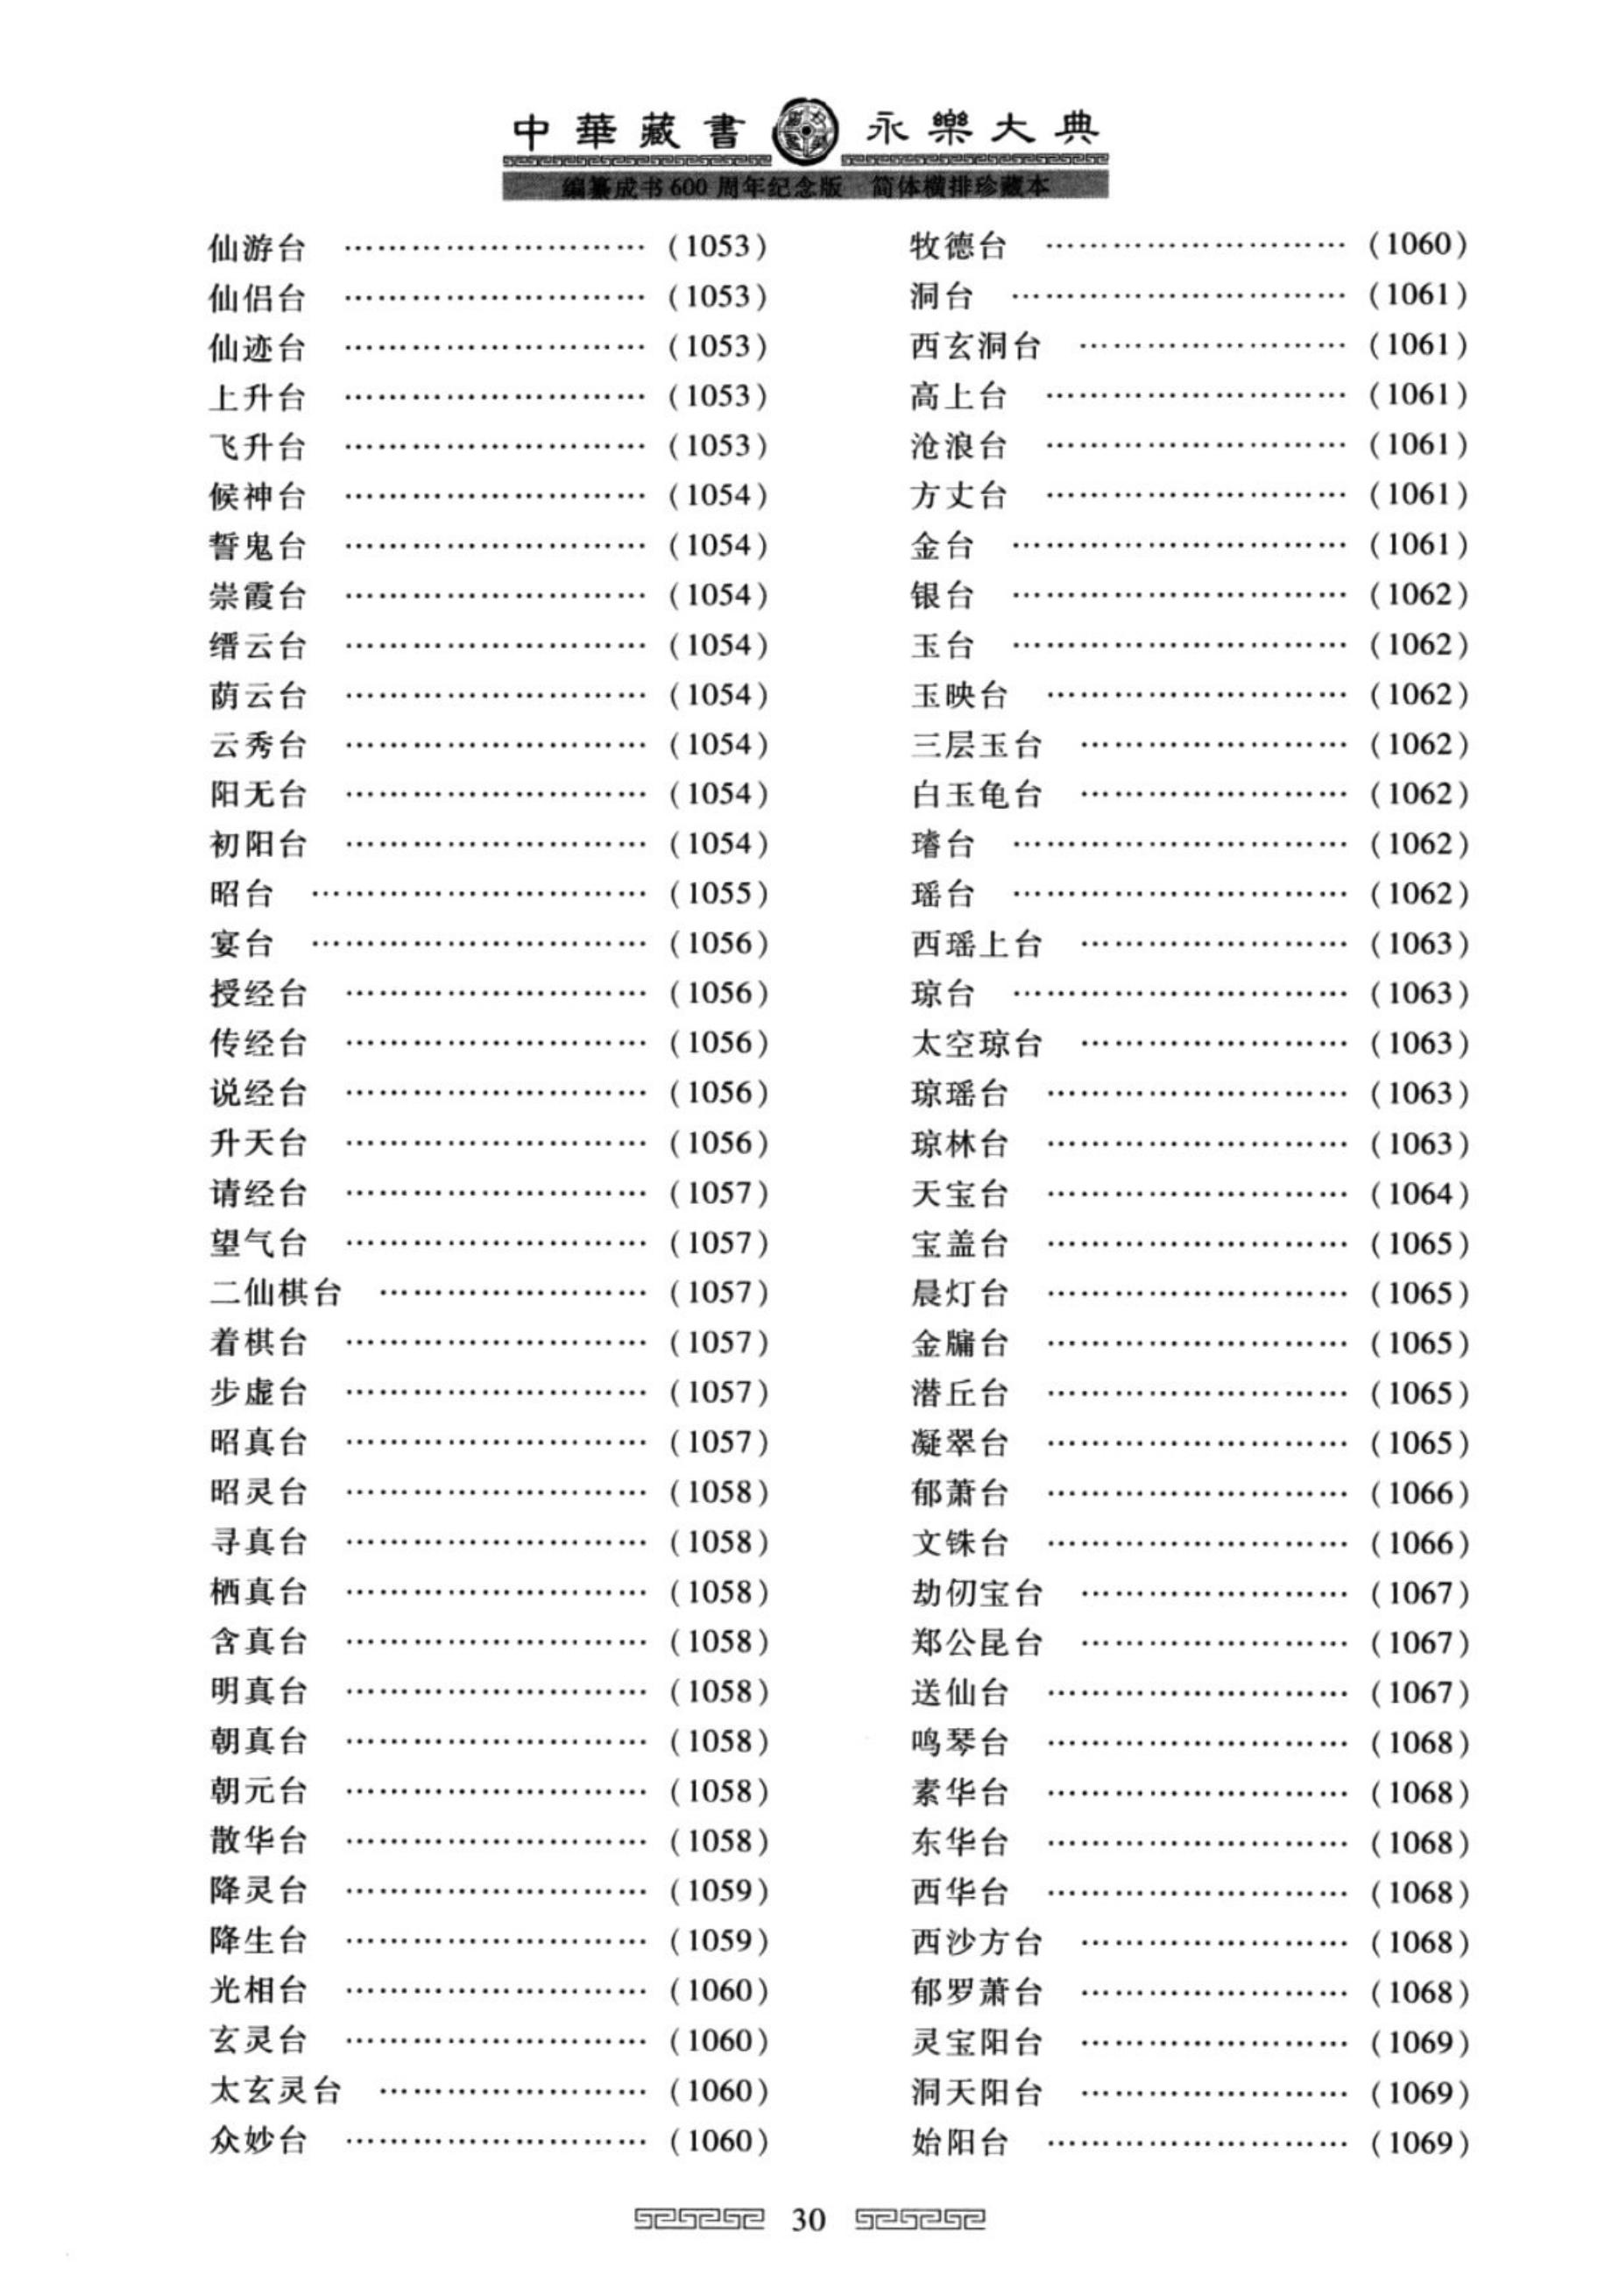 中華藏書 永樂大典
编纂成书600周年纪念版 简体横排珍藏本
仙游台 ………………………… (1053)
仙侣台 ………………………… (1053)
仙迹台 ………………………… (1053)
上升台 ………………………… (1053)
飞升台 ………………………… (1053)
候神台 ………………………… (1054)
誓鬼台 ………………………… (1054)
崇霞台 ………………………… (1054)
缙云台 ………………………… (1054)
荫云台 ………………………… (1054)
云秀台 ………………………… (1054)
阳无台 ………………………… (1054)
初阳台 ………………………… (1054)
昭台 …………………………… (1055)
宴台 …………………………… (1056)
授经台 ………………………… (1056)
传经台 ………………………… (1056)
说经台 ………………………… (1056)
升天台 ………………………… (1056)
请经台 ………………………… (1057)
望气台 ………………………… (1057)
二仙棋台 ……………………… (1057)
着棋台 ………………………… (1057)
步虚台 ………………………… (1057)
昭真台 ………………………… (1057)
昭灵台 ………………………… (1058)
寻真台 ………………………… (1058)
栖真台 ………………………… (1058)
含真台 ………………………… (1058)
明真台 ………………………… (1058)
朝真台 ………………………… (1058)
朝元台 ………………………… (1058)
散华台 ………………………… (1058)
降灵台 ………………………… (1059)
降生台 ………………………… (1059)
光相台 ………………………… (1060)
玄灵台 ………………………… (1060)
太玄灵台 ……………………… (1060)
众妙台 ………………………… (1060)
牧德台 ………………………… (1060)
洞台 …………………………… (1061)
西玄洞台 ……………………… (1061)
高上台 ………………………… (1061)
沧浪台 ………………………… (1061)
方丈台 ………………………… (1061)
金台 …………………………… (1061)
银台 …………………………… (1062)
玉台 …………………………… (1062)
玉映台 ………………………… (1062)
三层玉台 ……………………… (1062)
白玉龟台 ……………………… (1062)
璿台 …………………………… (1062)
瑶台 …………………………… (1062)
西瑶上台 ……………………… (1063)
琼台 …………………………… (1063)
太空琼台 ……………………… (1063)
琼瑶台 ………………………… (1063)
琼林台 ………………………… (1063)
天宝台 ………………………… (1064)
宝盖台 ………………………… (1065)
晨灯台 ………………………… (1065)
金牗台 ………………………… (1065)
潜丘台 ………………………… (1065)
凝翠台 ………………………… (1065)
郁萧台 ………………………… (1066)
文铢台 ………………………… (1066)
劫仞宝台 ……………………… (1067)
郑公昆台 ……………………… (1067)
送仙台 ………………………… (1067)
鸣琴台 ………………………… (1068)
素华台 ………………………… (1068)
东华台 ………………………… (1068)
西华台 ………………………… (1068)
西沙方台 ……………………… (1068)
郁罗萧台 ……………………… (1068)
灵宝阳台 ……………………… (1069)
洞天阳台 ……………………… (1069)
始阳台 ………………………… (1069)
30